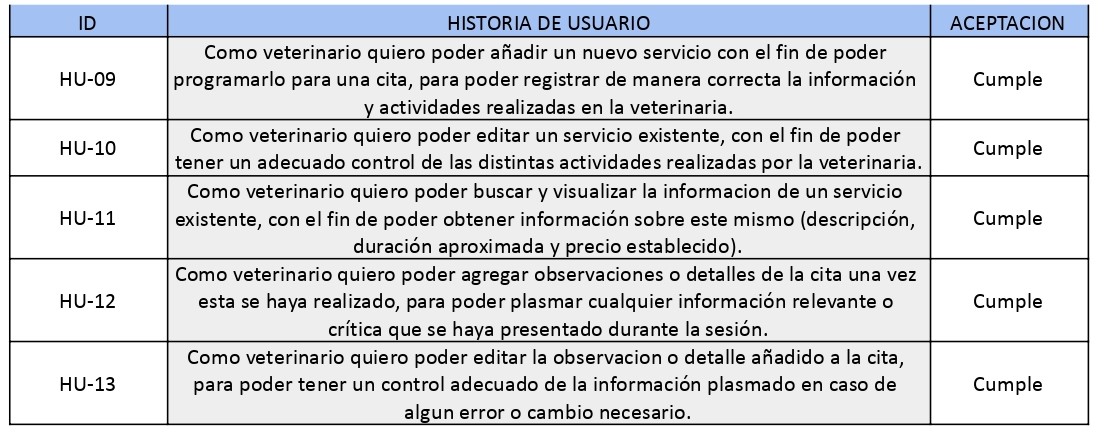 ID HISTORIA DE USUARIO ACEPTACION
Como veterinario quiero poder añadir un nuevo servicio con el fin de poder
HU-09 programarlo para una cita, para poder registrar de manera correcta la información Cumple
y actividades realizadas en la veterinaria.
Como veterinario quiero poder editar un servicio existente, con el fin de poder
HU-10 Cumple
tener un adecuado control de las distintas actividades realizadas por la veterinaria.
Como veterinario quiero poder buscar y visualizar la informacion de un servicio
HU-11 existente, con el fin de poder obtener información sobre este mismo (descripción, Cumple
duración aproximada y precio establecido).
Como veterinario quiero poder agregar observaciones o detalles de la cita una vez
HU-12 esta se haya realizado, para poder plasmar cualquier información relevante o Cumple
crítica que se haya presentado durante la sesión.
Como veterinario quiero poder editar la observacion o detalle añadido a la cita,
HU-13 para poder tener un control adecuado de la información plasmado en caso de Cumple
algun error o cambio necesario.